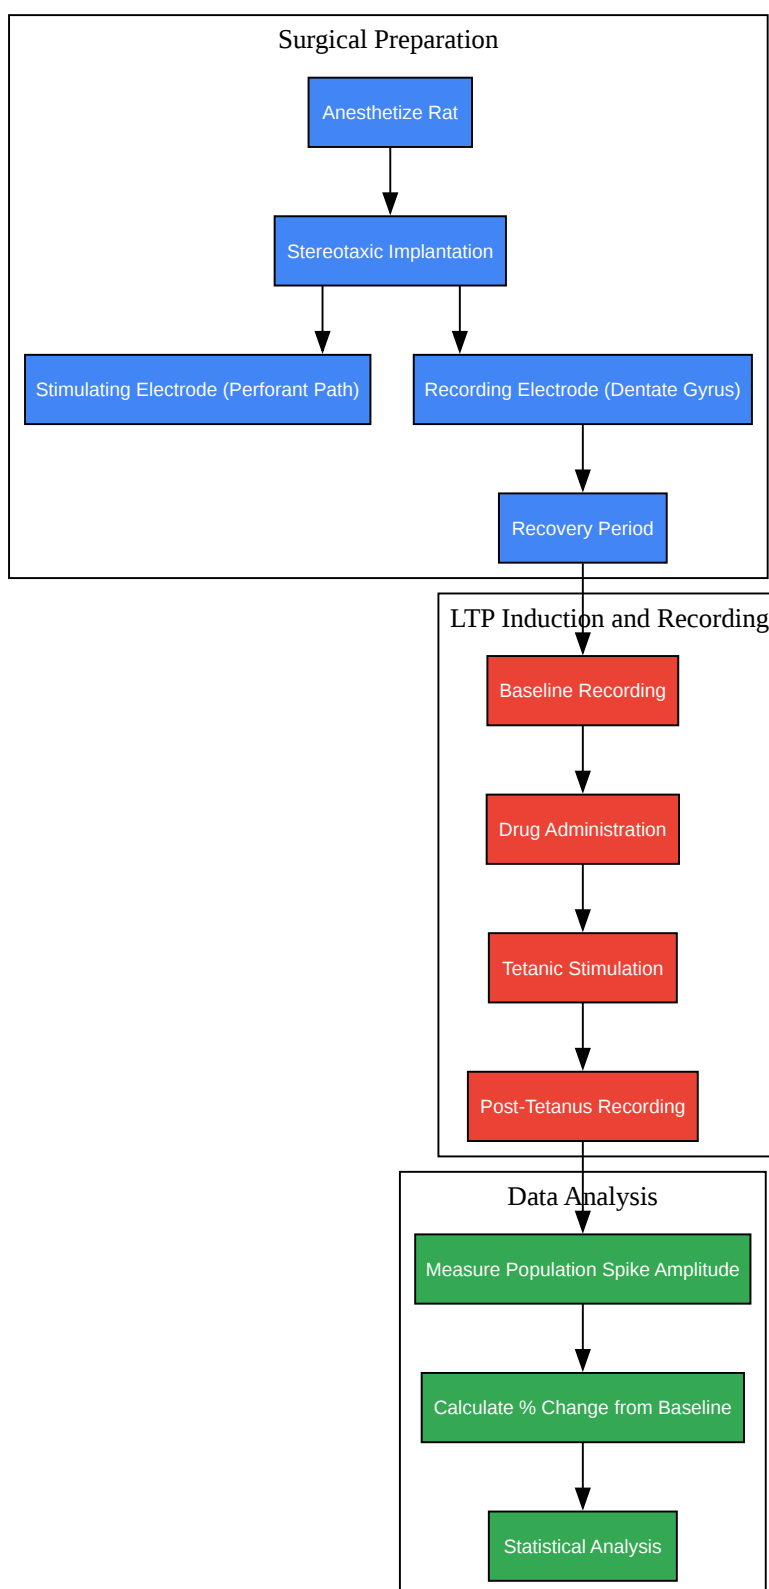 Surgical Preparation
Anesthetize Rat
Stereotaxic Implantation
Stimulating Electrode (Perforant Path)
Recording Electrode (Dentate Gyrus)
Recovery Period
LTP Induction and Recording
Baseline Recording
Drug Administration
Tetanic Stimulation
Post-Tetanus Recording
Data Analysis
Measure Population Spike Amplitude
Calculate % Change from Baseline
Statistical Analysis